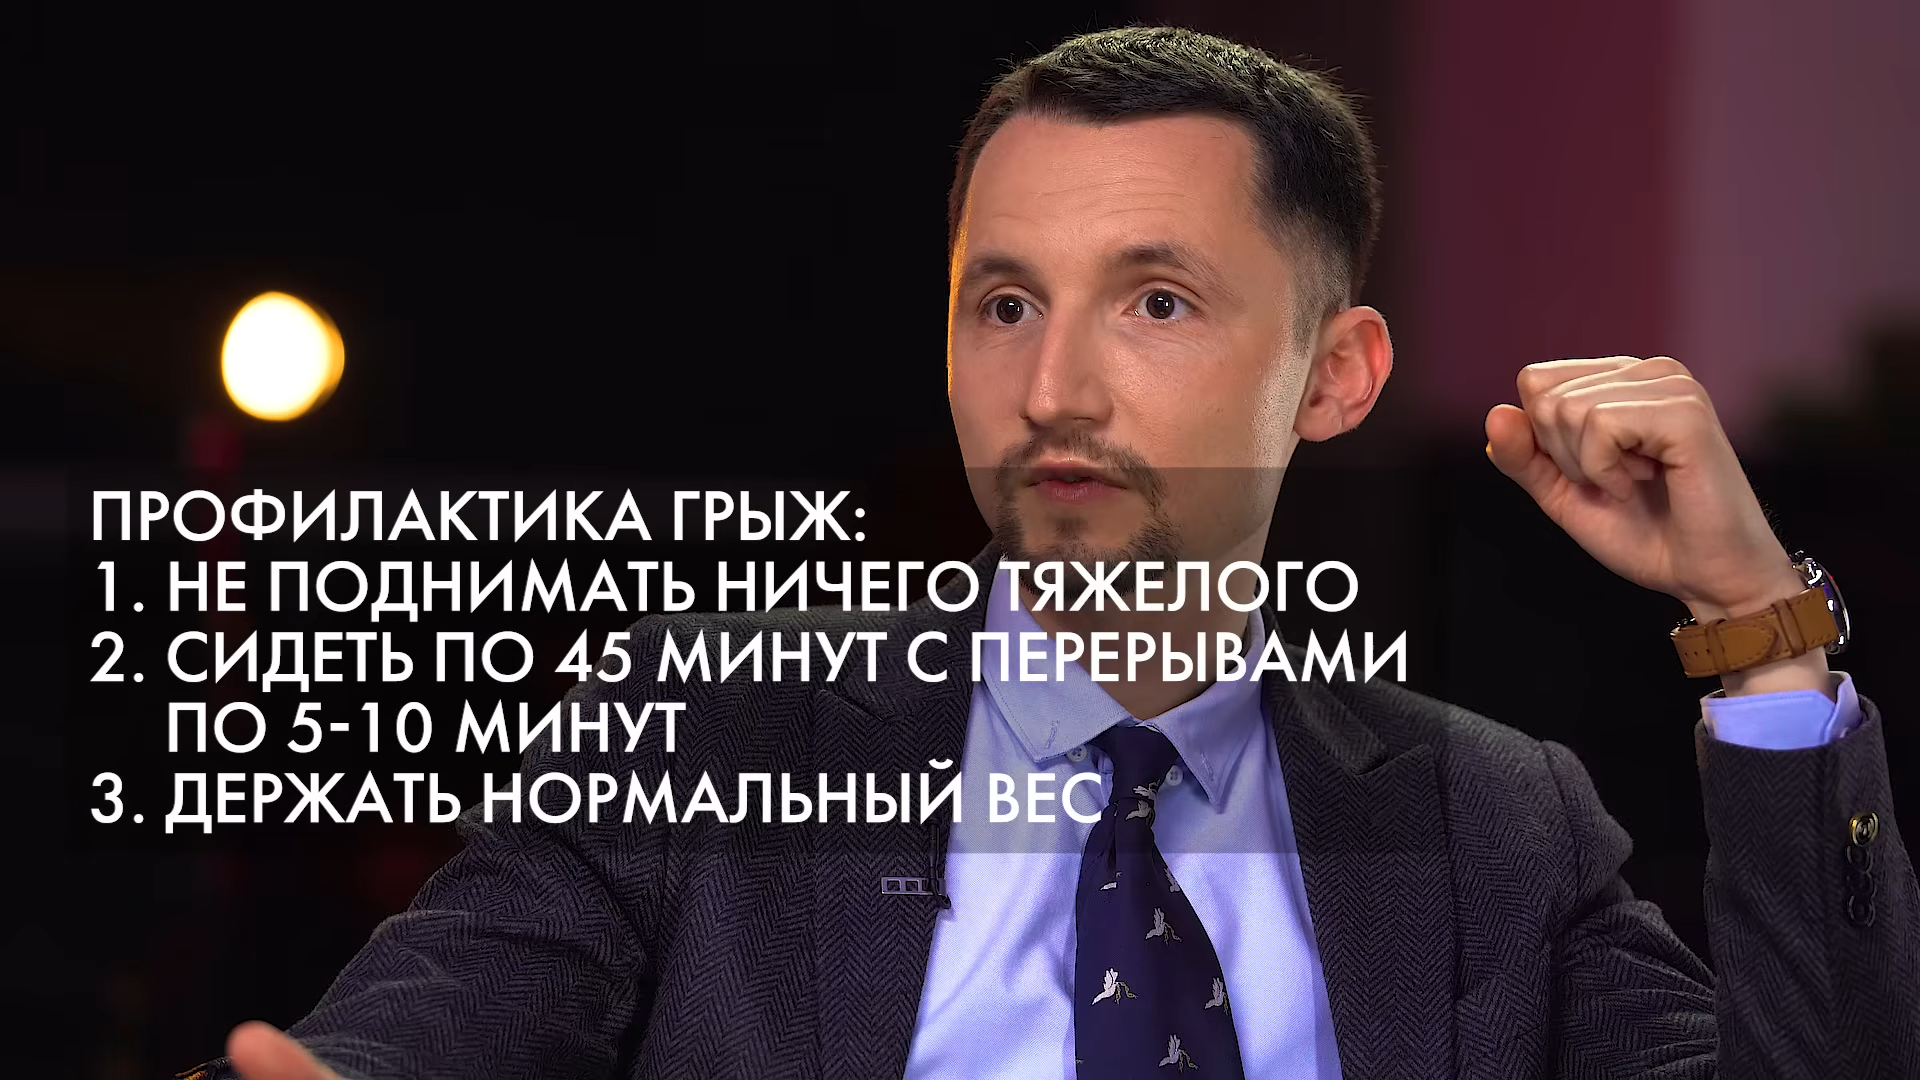 ПРОФИЛАКТИКА ГРЫЖ:
1. НЕ ПОДНИМАТЬ НИЧЕГО ТЯЖЕЛОГО
2. СИДЕТЬ ПО 45 МИНУТ С ПЕРЕРЫВАМИ
ПО 5-10 МИНУТ
3. ДЕРЖАТЬ НОРМАЛЬНЫЙ ВЕС